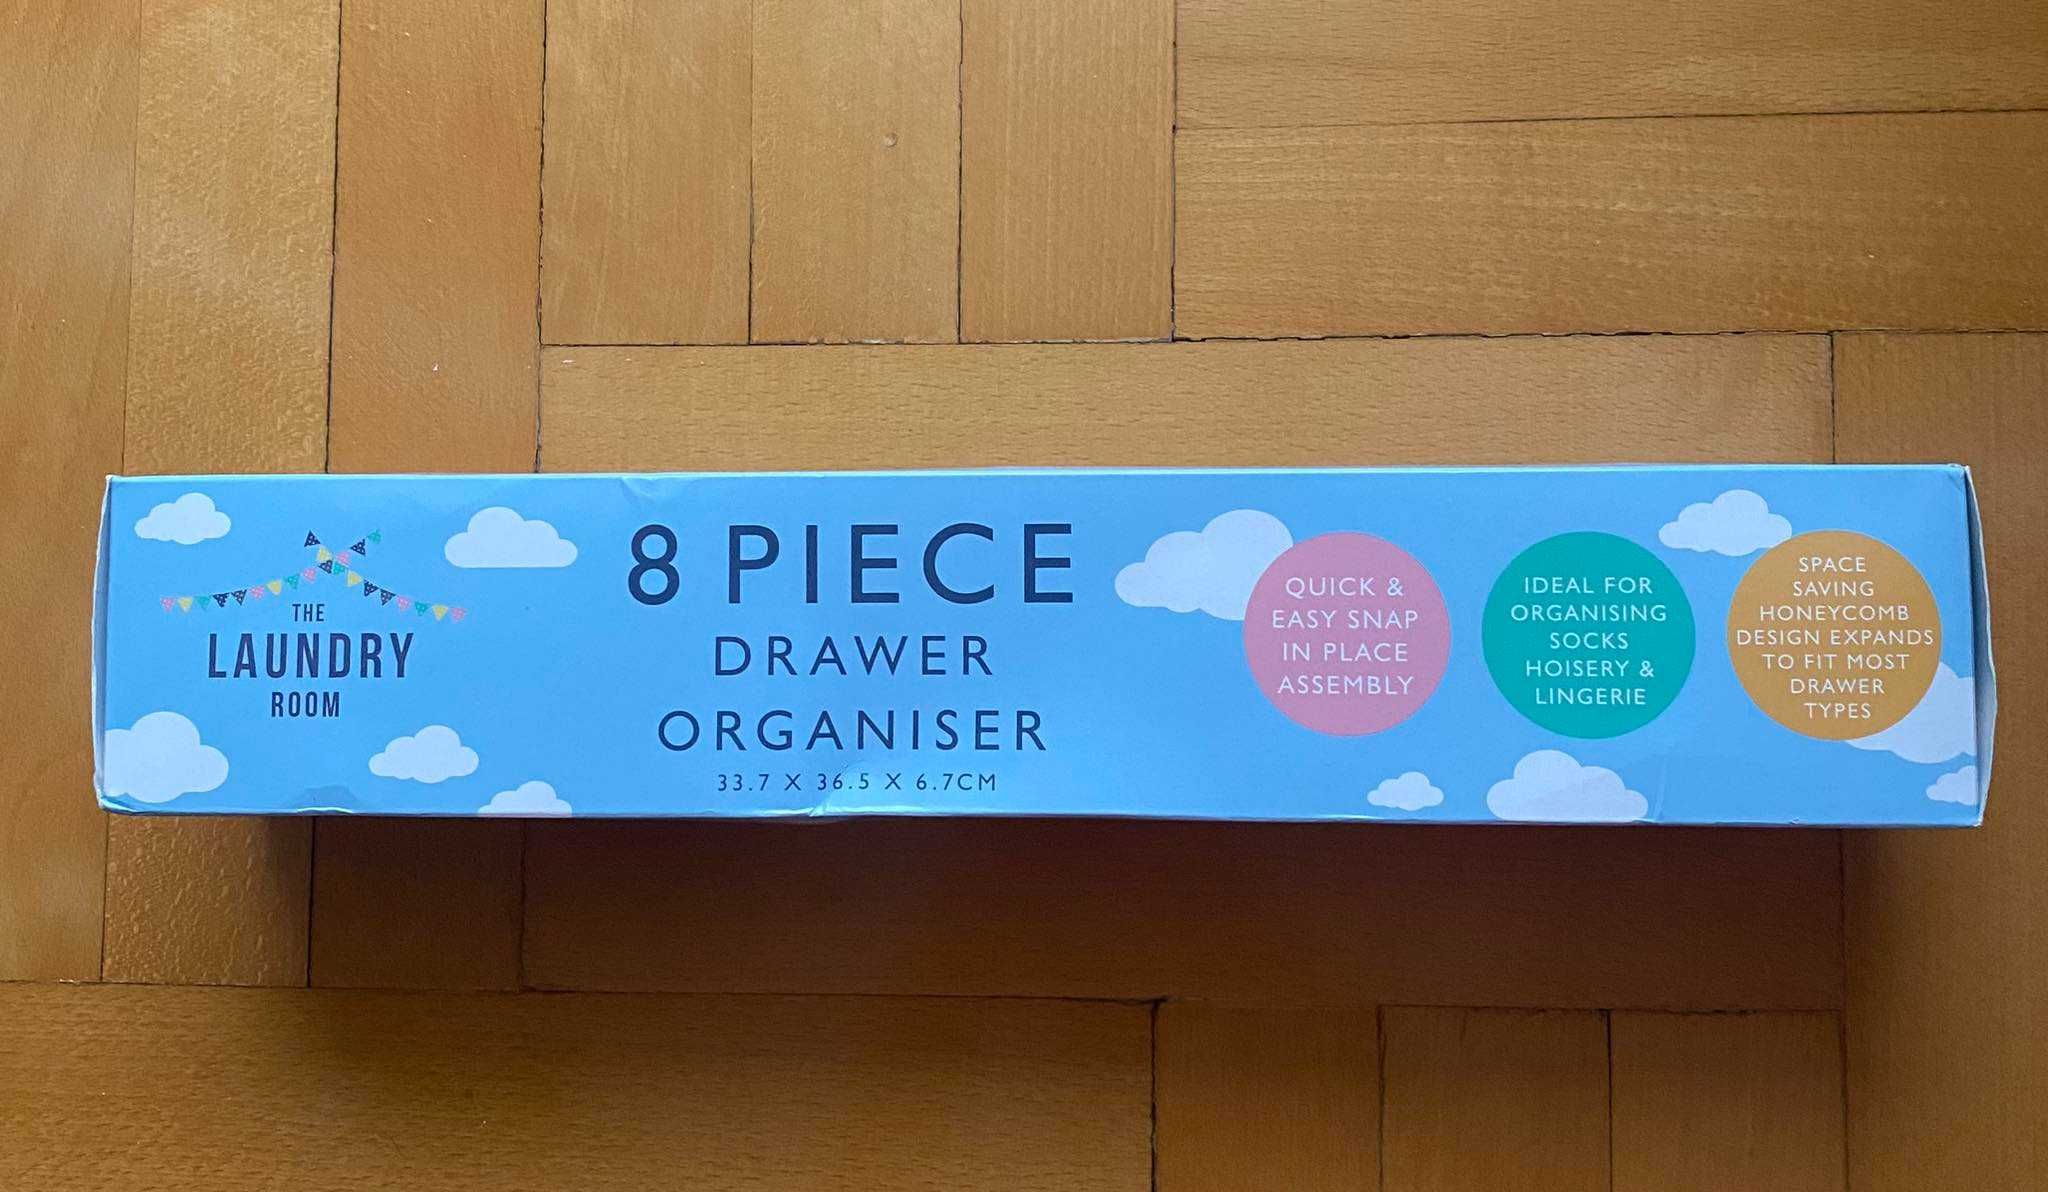 THE
LAUNDRY
ROOM
8 PIECE
DRAWER
ORGANISER
33.7 X 36.5 X 6.7CM
QUICK &
EASY SNAP
IN PLACE
ASSEMBLY
IDEAL FOR
ORGANISING
SOCKS
HOISERY &
LINGERIE
SPACE
SAVING
HONEYCOMB
DESIGN EXPANDS
TO FIT MOST
DRAWER
TYPES